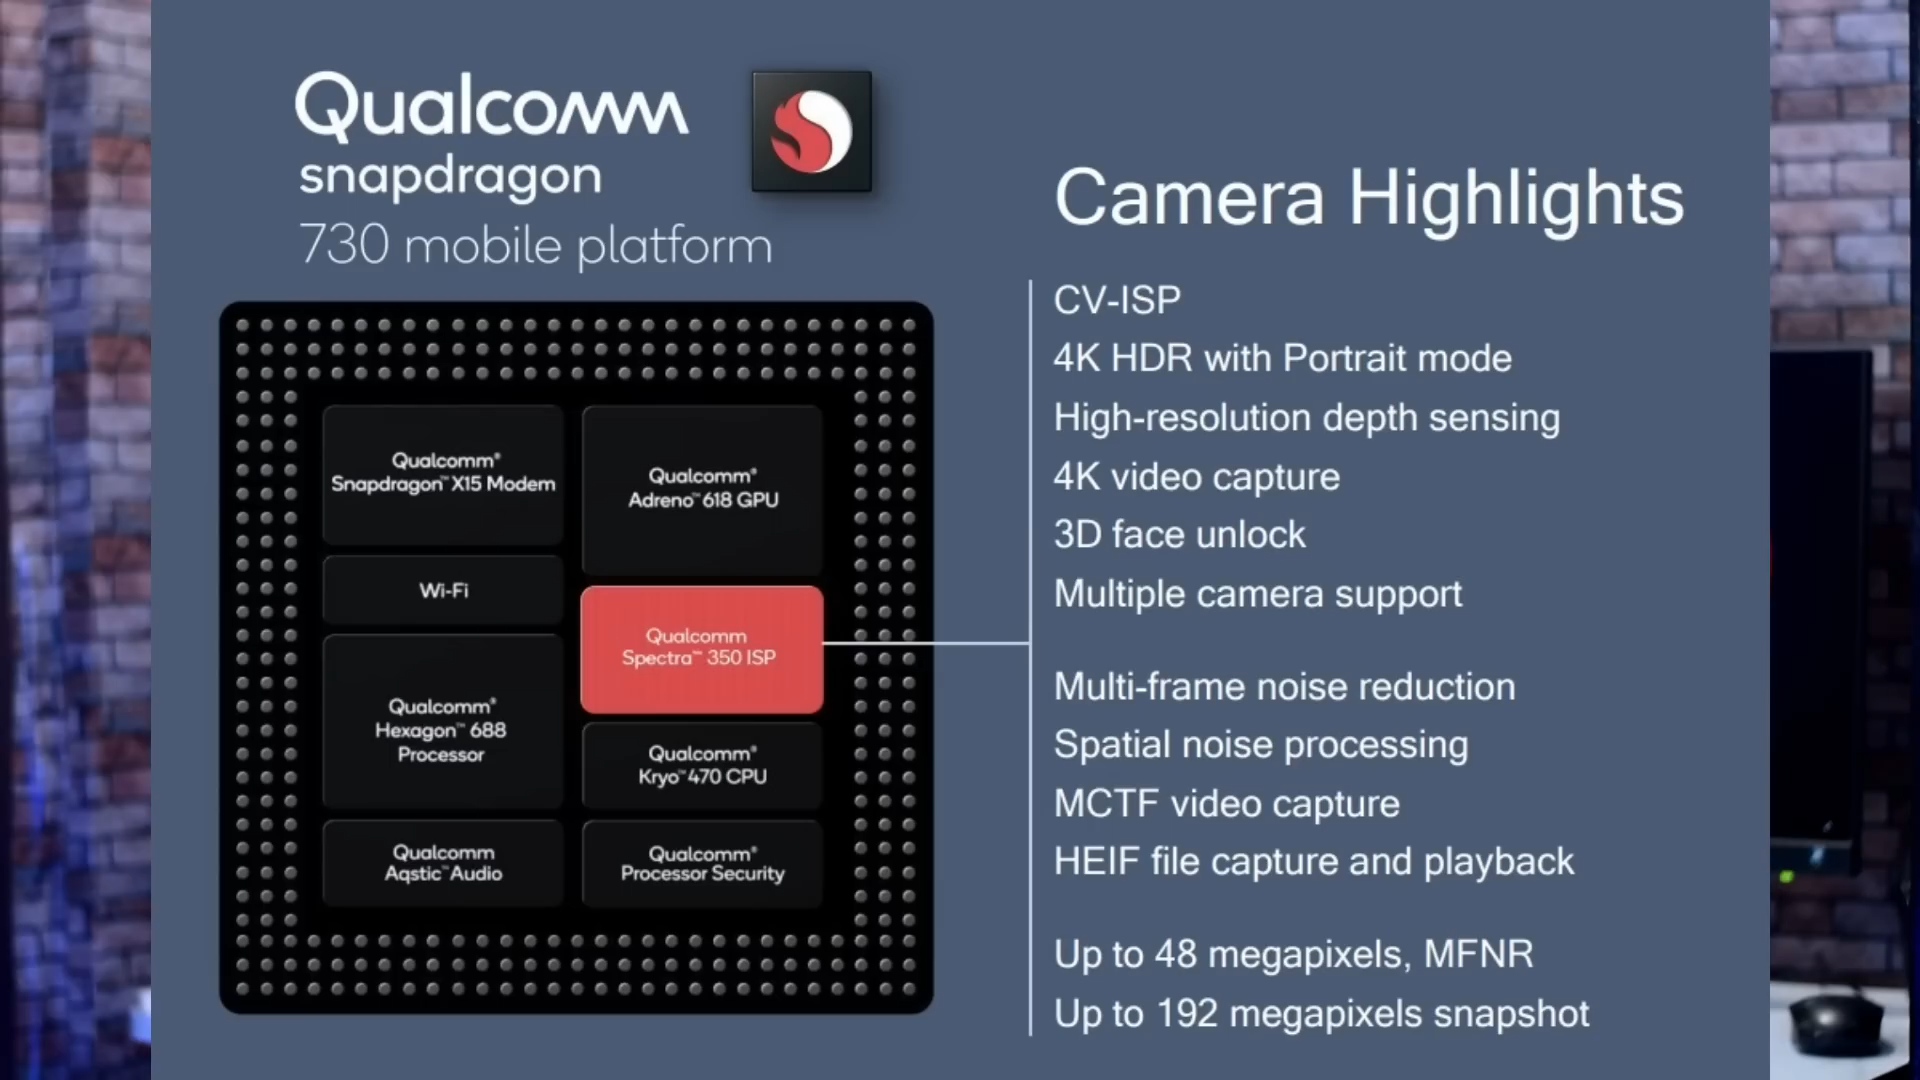 Qualcomm
snapdragon
730 mobile platform
Qualcomm®
Snapdragon™ X15 Modem
Qualcomm®
Adreno™ 618 GPU
Wi-Fi
Qualcomm
Spectra™ 350 ISP
Qualcomm®
Hexagon™ 688
Processor
Qualcomm®
Kryo™ 470 CPU
Qualcomm
Aqstic™ Audio
Qualcomm®
Processor Security
Camera Highlights
CV-ISP
4K HDR with Portrait mode
High-resolution depth sensing
4K video capture
3D face unlock
Multiple camera support
Multi-frame noise reduction
Spatial noise processing
MCTF video capture
HEIF file capture and playback
Up to 48 megapixels, MFNR
Up to 192 megapixels snapshot